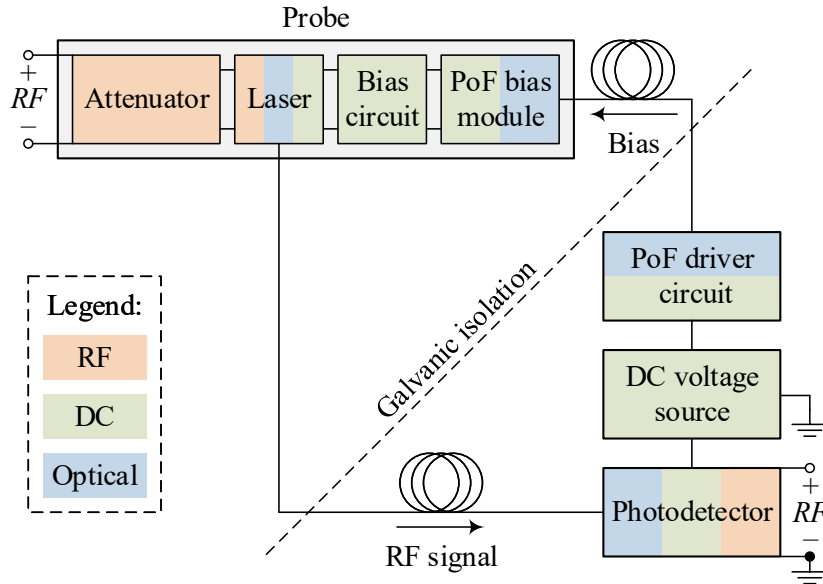 Probe
+
RF
−
Attenuator
Laser
Bias
circuit
PoF bias
module
Bias
Galvanic isolation
PoF driver
circuit
DC voltage
source
Photodetector
+
RF
−
RF signal
Legend:
RF
DC
Optical